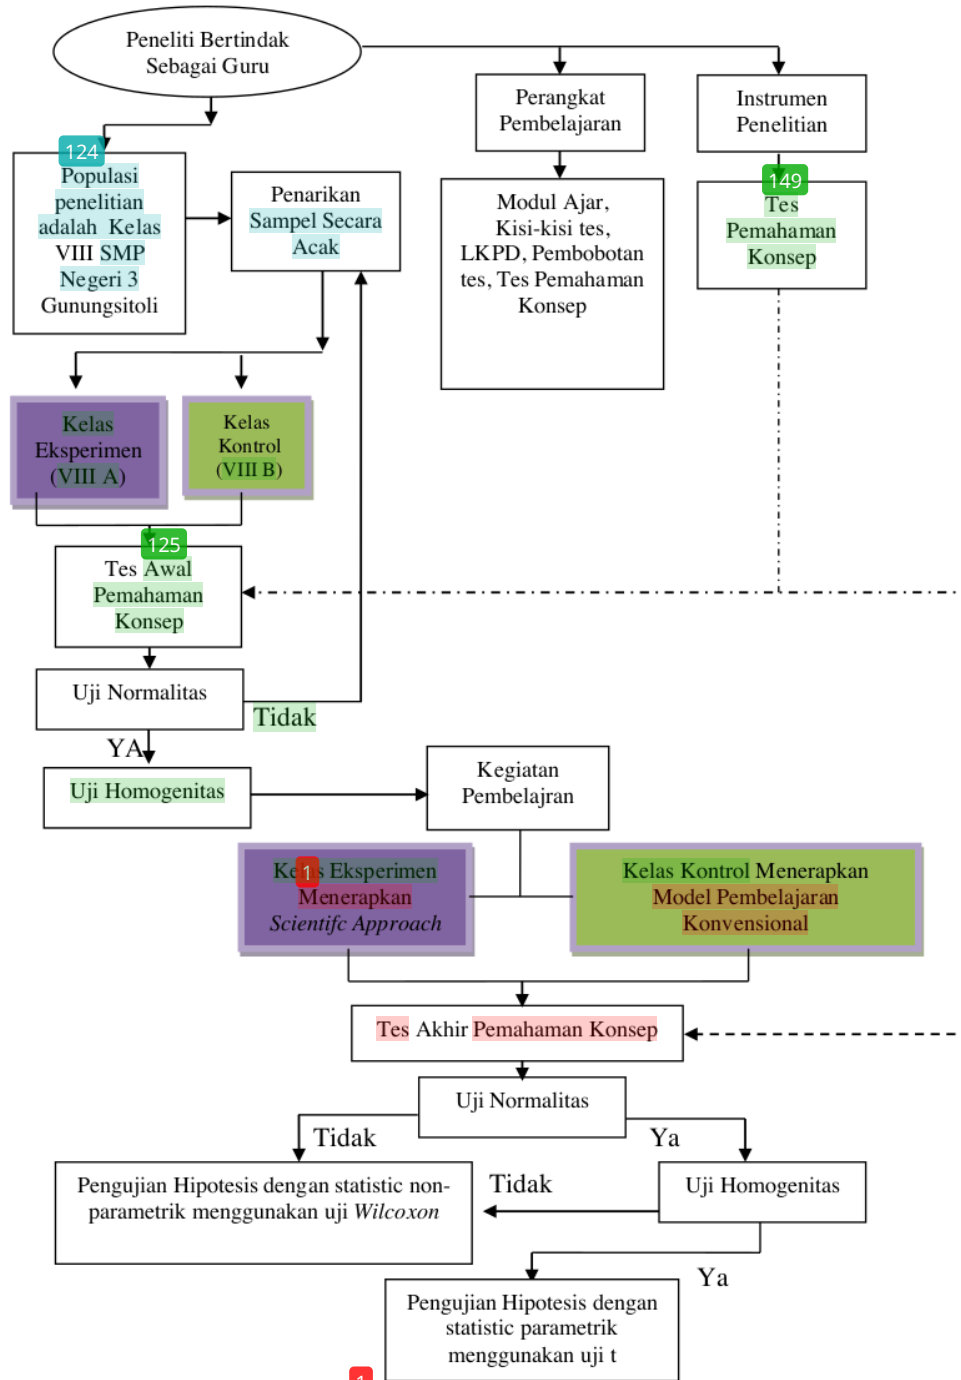 Peneliti Bertindak
Sebagai Guru
Perangkat
Pembelajaran
Instrumen
Penelitian
124
Populasi
penelitian
adalah Kelas
VIII SMP
Negeri 3
Gunungsitoli
Penarikan
Sampel Secara
Acak
Modul Ajar,
Kisi-kisi tes,
LKPD, Pembobotan
tes, Tes Pemahaman
Konsep
149
Tes
Pemahaman
Konsep
Kelas
Eksperimen
(VIII A)
Kelas
Kontrol
(VIII B)
125
Tes Awal
Pemahaman
Konsep
Uji Normalitas
Tidak
YA
Uji Homogenitas
Kegiatan
Pembelajran
1
Kelas Eksperimen
Menerapkan
Scientifc Approach
Kelas Kontrol Menerapkan
Model Pembelajaran
Konvensional
Tes Akhir Pemahaman Konsep
Uji Normalitas
Tidak
Ya
Pengujian Hipotesis dengan statistic non-
parametrik menggunakan uji Wilcoxon
Tidak
Uji Homogenitas
Ya
Pengujian Hipotesis dengan
statistic parametrik
menggunakan uji t